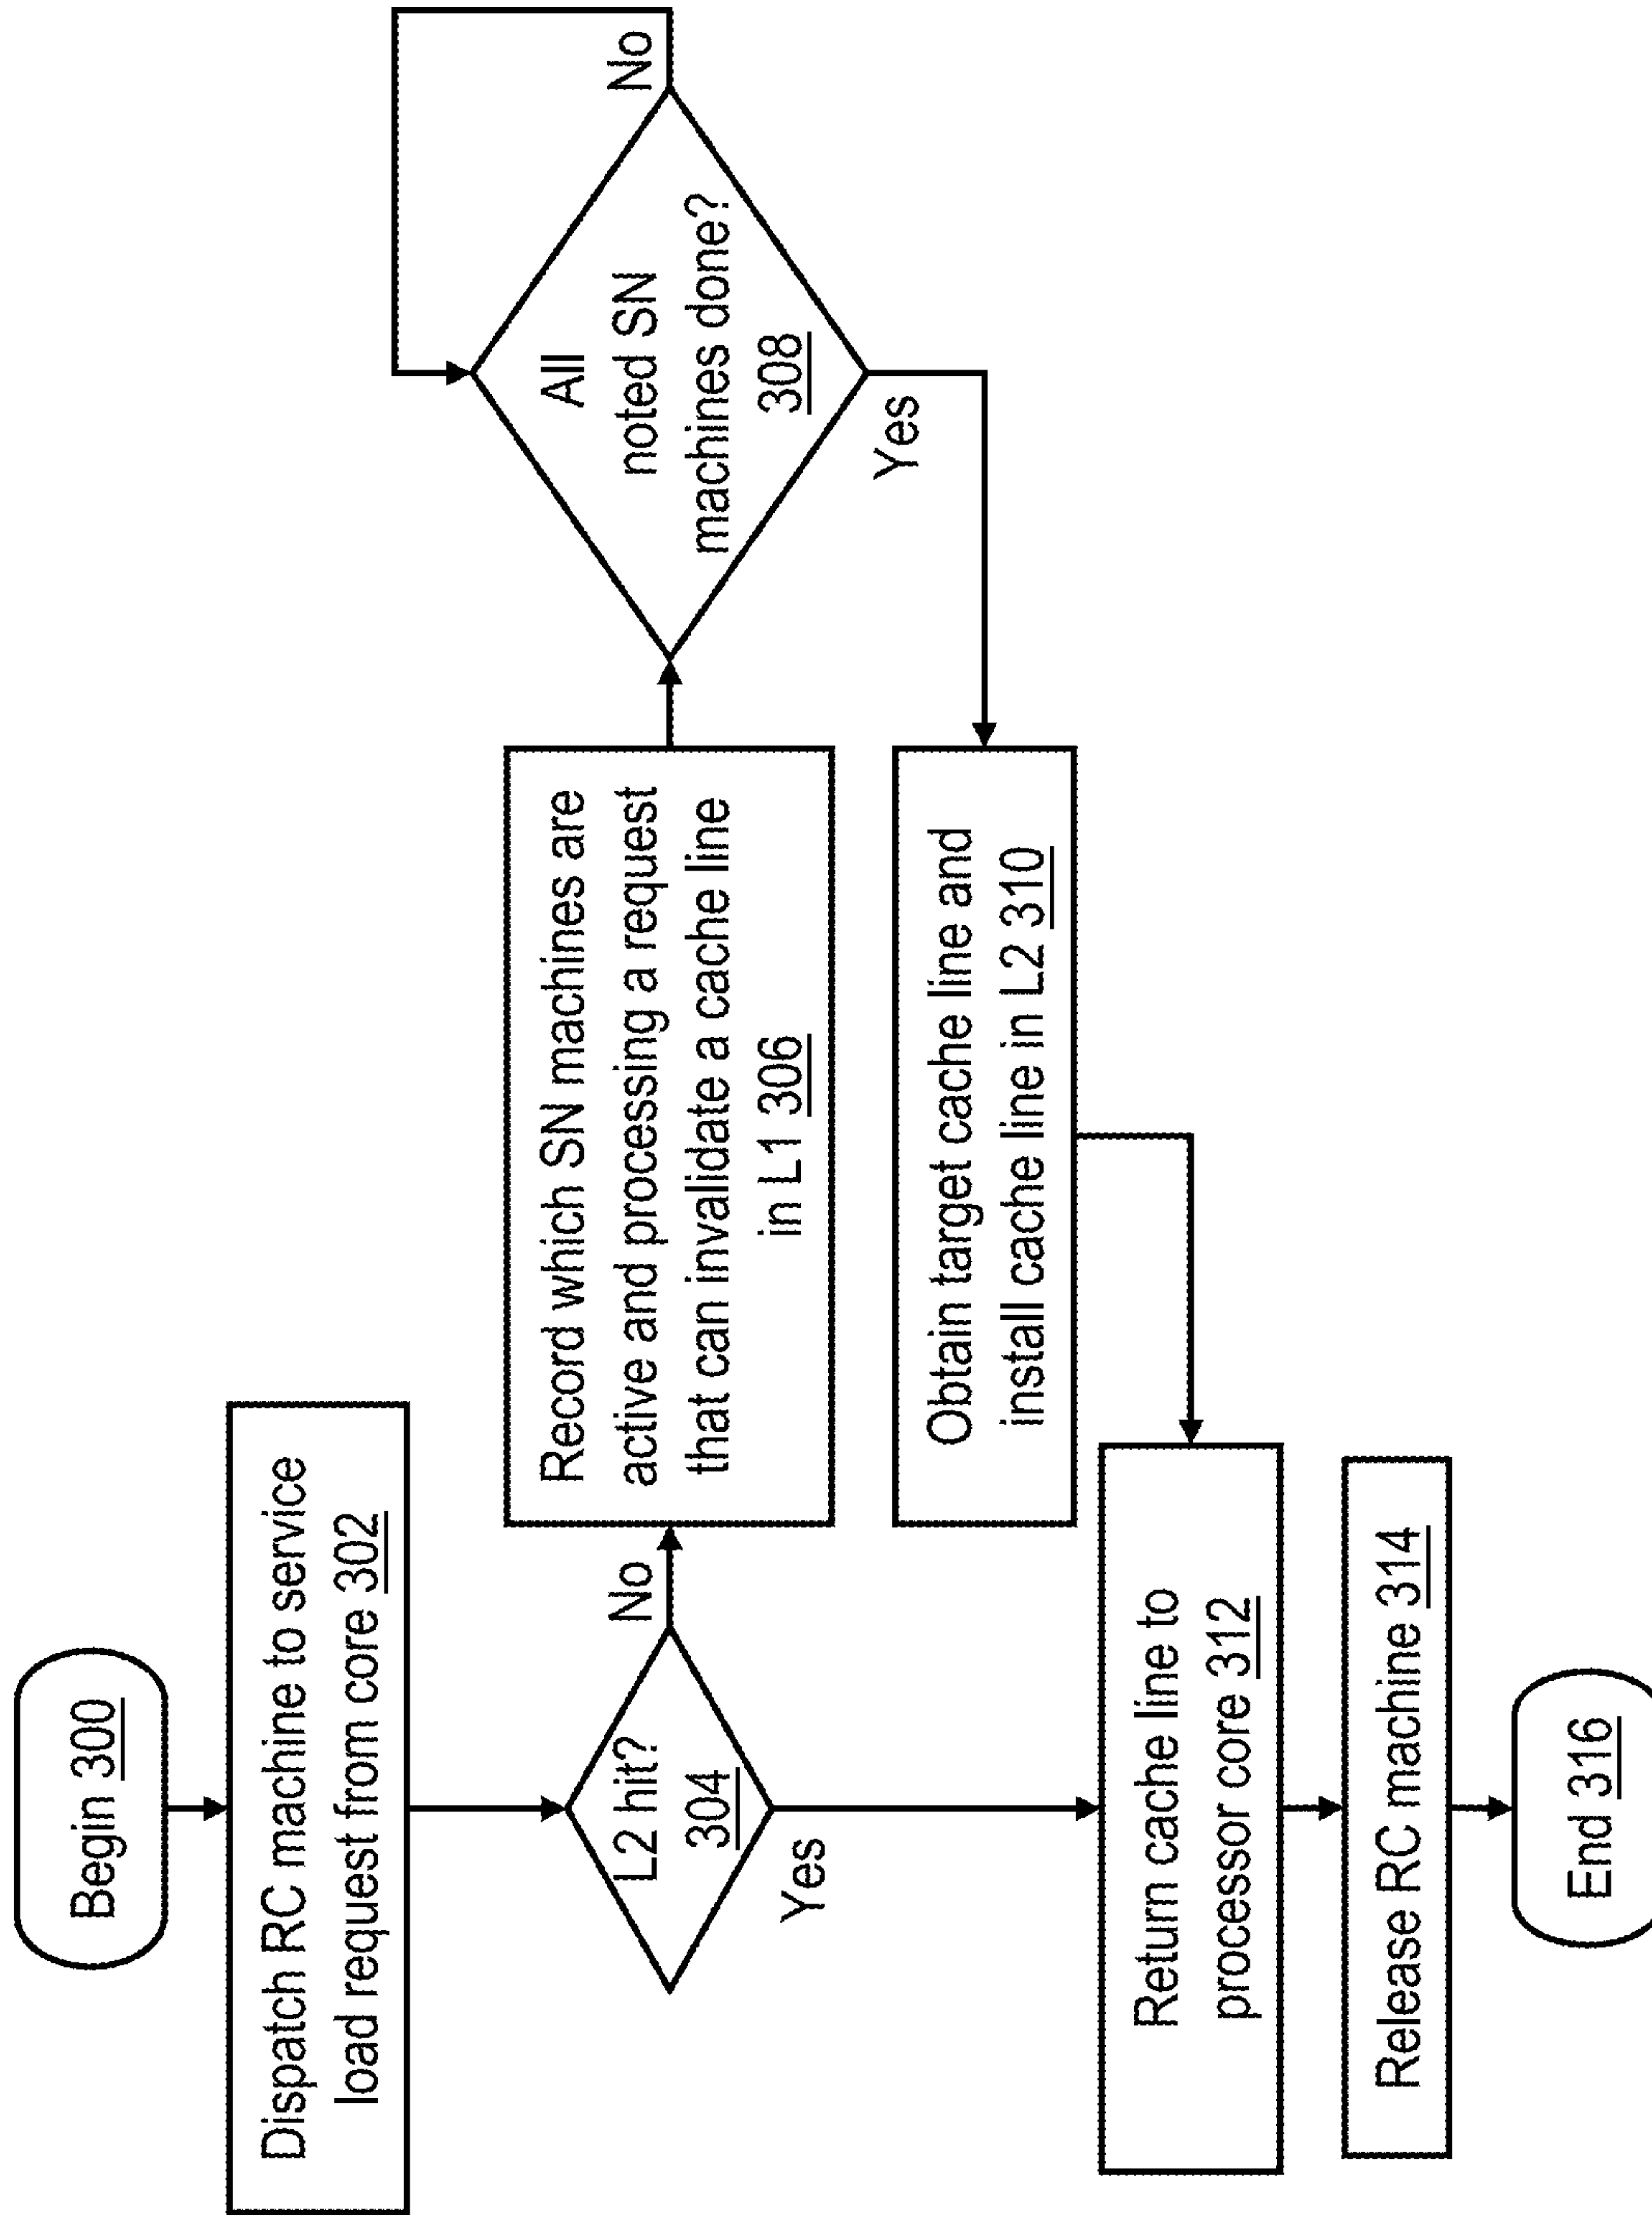 Begin 300
Dispatch RC machine to service
load request from core 302
L2 hit?
304
No
Yes
Record which SN machines are
active and processing a request
that can invalidate a cache line
in L1 306
All
noted SN
machines done?
308
No
Yes
Obtain target cache line and
install cache line in L2 310
Return cache line to
processor core 312
Release RC machine 314
End 316